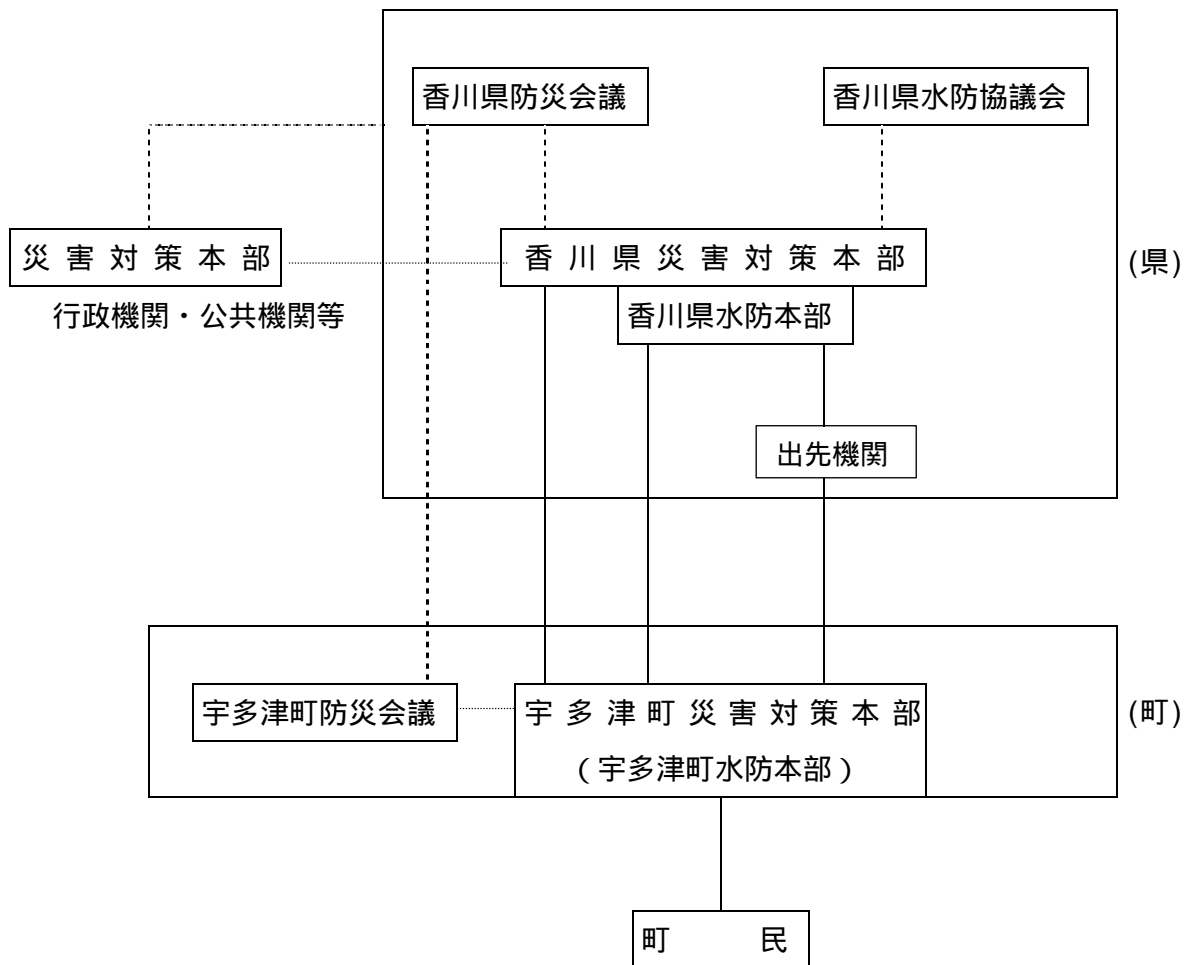 香川県防災会議
香川県水防協議会
災害対策本部
香川県災害対策本部
(県)
行政機関・公共機関等
香川県水防本部
出先機関
宇多津町防災会議
宇多津町災害対策本部
(町)
(宇多津町水防本部)
町 民